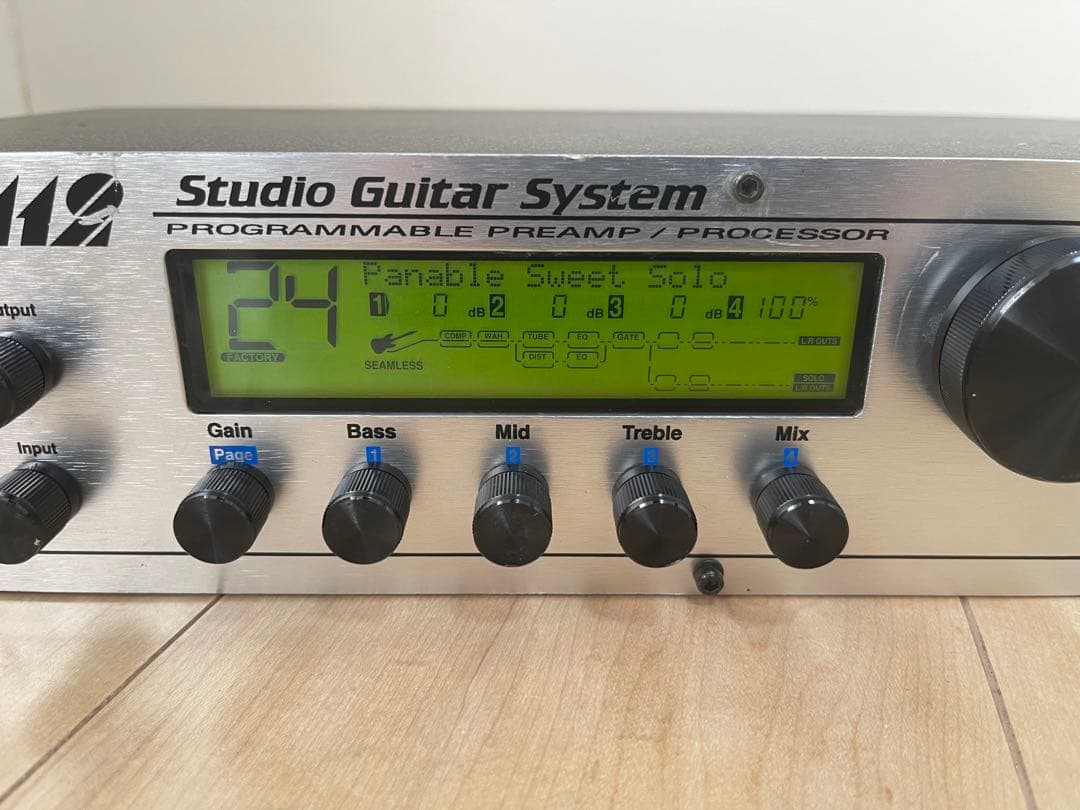 112 Studio Guitar System
PROGRAMMABLE PREAMP / PROCESSOR
24 Panable Sweet Solo
1 0 dB 2 0 dB 3 0 dB 4 100%
COMP WAH TUBE EQ GATE L/R OUTS
FACTORY
DIST EQ
SEAMLESS
SOLO
L/R OUTS
Gain Bass Mid Treble Mix
Page 1 2 3 4
Input